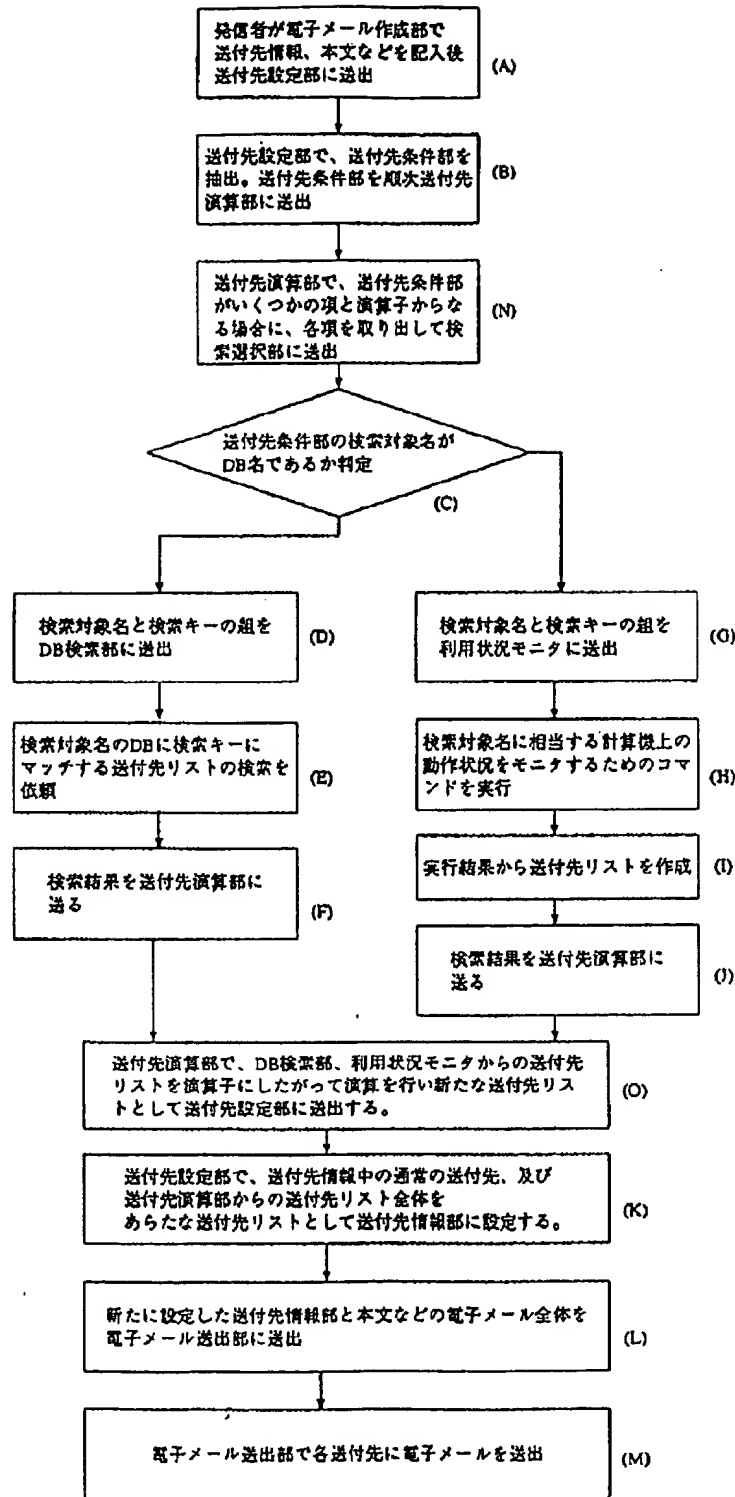 発信者が電子メール作成部で
送付先情報、本文などを記入後
送付先設定部に送出
(A)
送付先設定部で、送付先条件部を
抽出。送付先条件部を順次送付先
演算部に送出
(B)
送付先演算部で、送付先条件部
がいくつかの項と演算子からな
る場合に、各項を取り出して検
索選択部に送出
(N)
送付先条件部の検索対象名が
DB名であるか判定
(C)
検索対象名と検索キーの組を
DB検索部に送出
(D)
検索対象名のDBに検索キーに
マッチする送付先リストの検索を
依頼
(E)
検索結果を送付先演算部に
送る
(F)
検索対象名と検索キーの組を
利用状況モニタに送出
(G)
検索対象名に相当する計算機上の
動作状況をモニタするためのコマ
ンドを実行
(H)
実行結果から送付先リストを作成
(I)
検索結果を送付先演算部に
送る
(J)
送付先演算部で、DB検索部、利用状況モニタからの送付先
リストを演算子にしたがって演算を行い新たな送付先リス
トとして送付先設定部に送出する。
(O)
送付先設定部で、送付先情報中の通常の送付先、及び
送付先演算部からの送付先リスト全体を
あらたな送付先リストとして送付先情報部に設定する。
(K)
新たに設定した送付先情報部と本文などの電子メール全体を
電子メール送出部に送出
(L)
電子メール送出部で各送付先に電子メールを送出
(M)